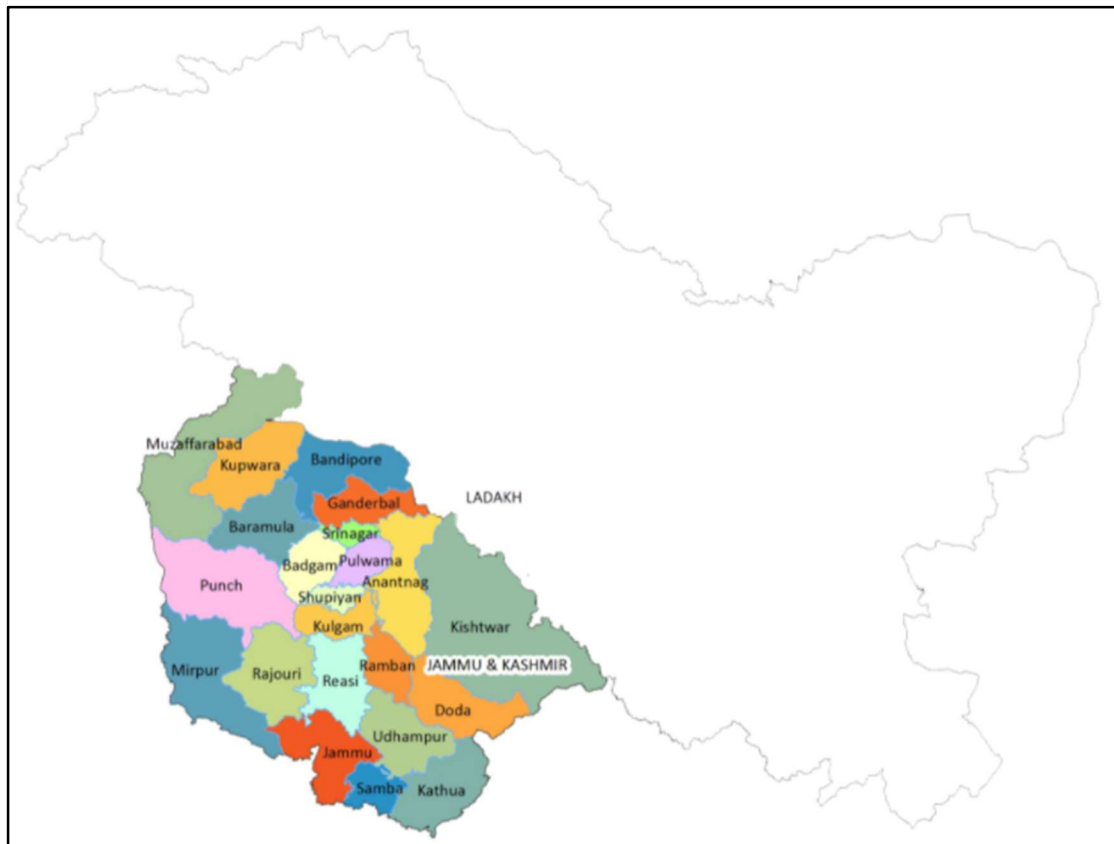 Muzaffarabad
Kupwara
Bandipore
Ganderbal
LADAKH
Baramula
Srinagar
Badgam
Pulwama
Anantnag
Punch
Shupiyan
Kulgam
Kishtwar
Mirpur
Rajouri
Reasi
Ramban
JAMMU & KASHMIR
Doda
Udhampur
Jammu
Samba
Kathua